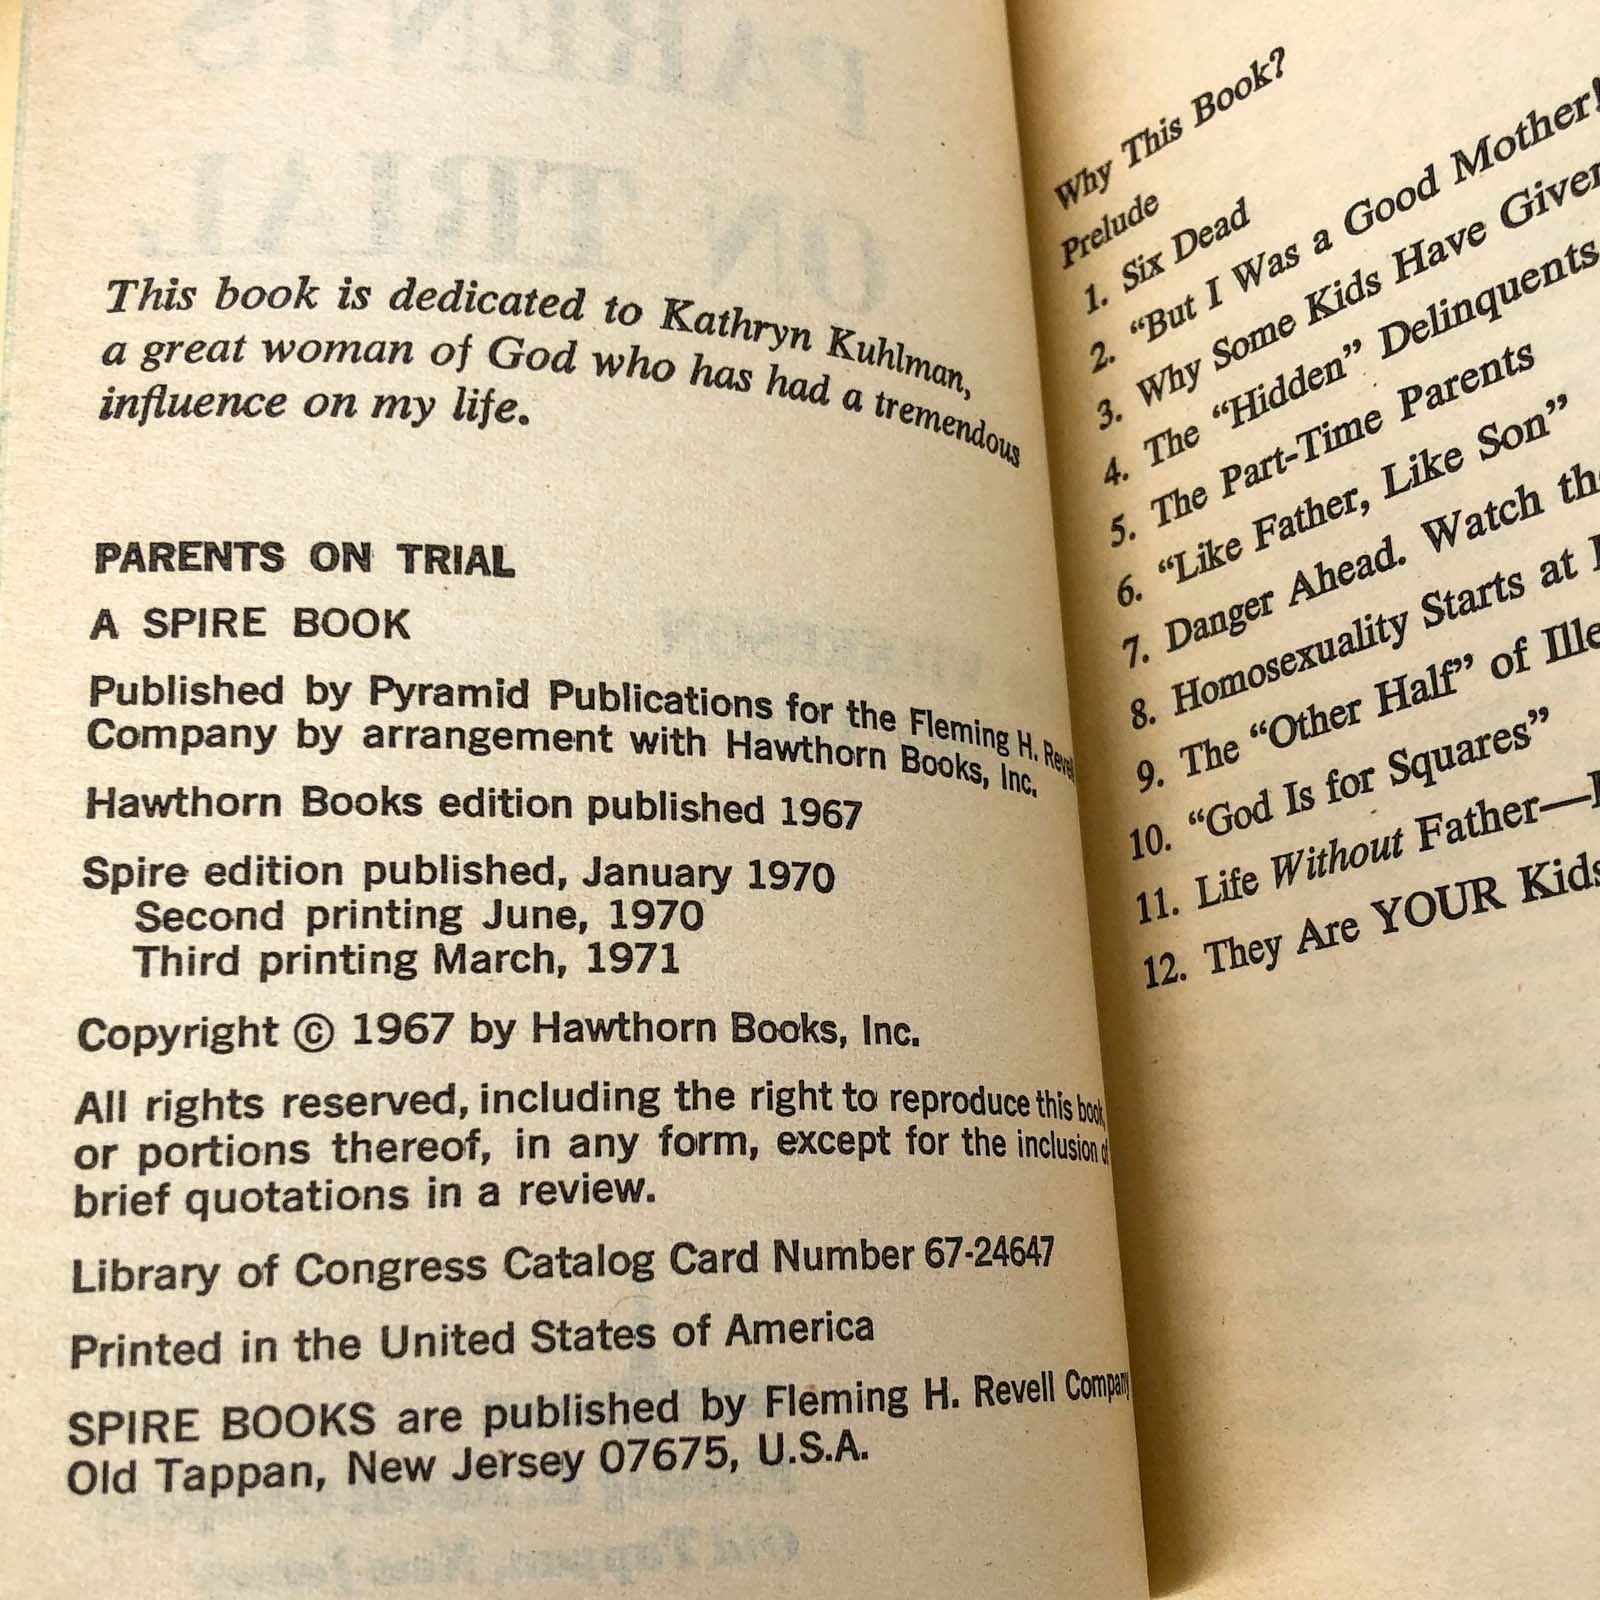 This book is dedicated to Kathryn Kuhlman,
a great woman of God who has had a tremendous
influence on my life.
PARENTS ON TRIAL
A SPIRE BOOK
Published by Pyramid Publications for the Fleming H. Revell
Company by arrangement with Hawthorn Books, Inc.
Hawthorn Books edition published 1967
Spire edition published, January 1970
Second printing June, 1970
Third printing March, 1971
Copyright © 1967 by Hawthorn Books, Inc.
All rights reserved, including the right to reproduce this book,
or portions thereof, in any form, except for the inclusion of
brief quotations in a review.
Library of Congress Catalog Card Number 67-24647
Printed in the United States of America
SPIRE BOOKS are published by Fleming H. Revell Company
Old Tappan, New Jersey 07675, U.S.A.
Why This Book?
Prelude
1. Six Dead
2. "But I Was a Good Mother!
3. Why Some Kids Have Given
4. The "Hidden" Delinquents
5. The Part-Time Parents
6. "Like Father, Like Son"
7. Danger Ahead. Watch the
8. Homosexuality Starts at
9. The "Other Half" of
10. "God Is for Squares"
11. Life Without Father—
12. They Are YOUR Kids